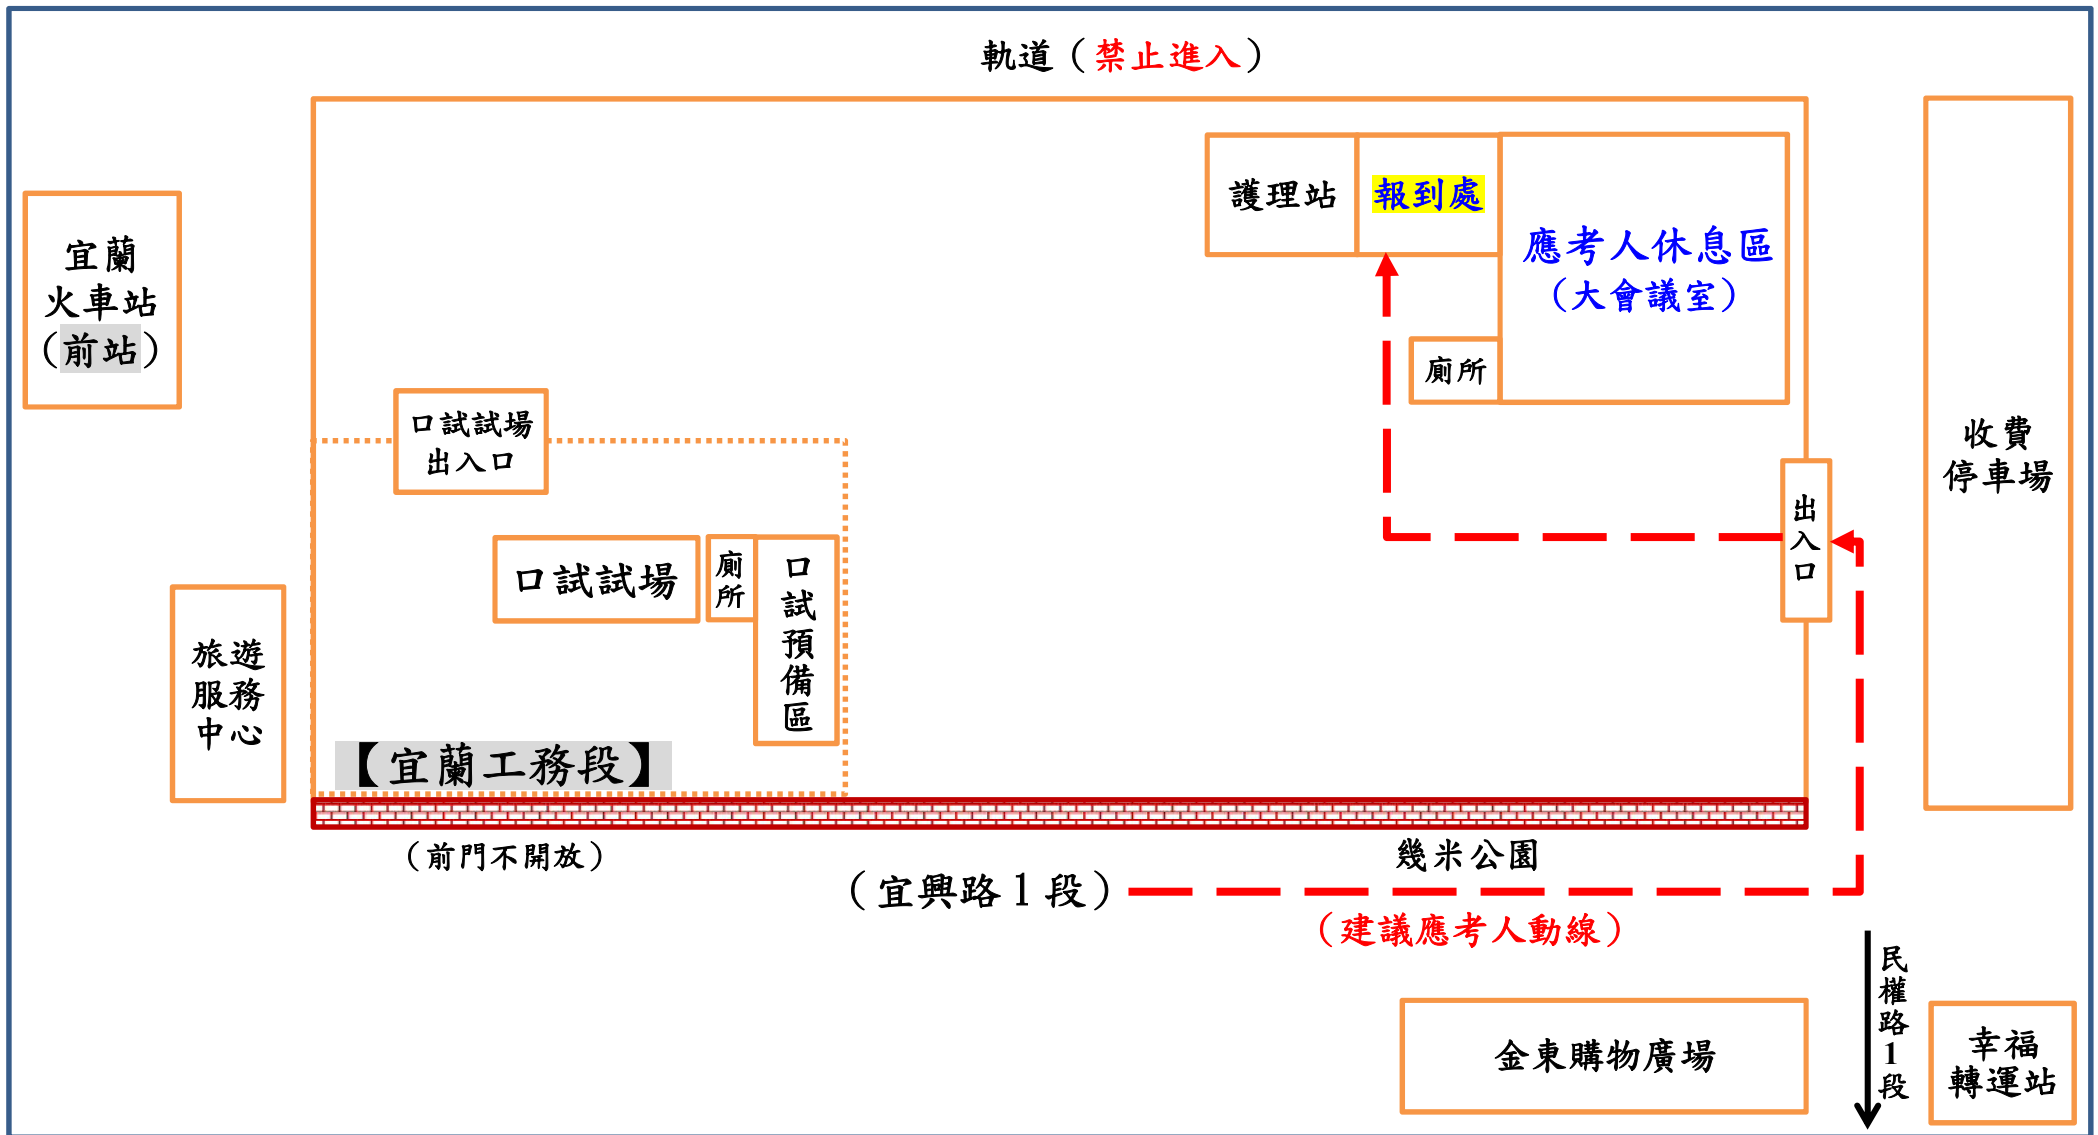 軌道（禁止進入）
宜蘭
火車站
（前站）
護理站
報到處
應考人休息區
（大會議室）
廁所
收費
停車場
口試試場
出入口
出
入
口
口試試場
廁
所
口
試
預
備
區
旅遊
服務
中心
【宜蘭工務段】
（前門不開放）
幾米公園
（宜興路1段）
（建議應考人動線）
民
權
路
1
段
金東購物廣場
幸福
轉運站